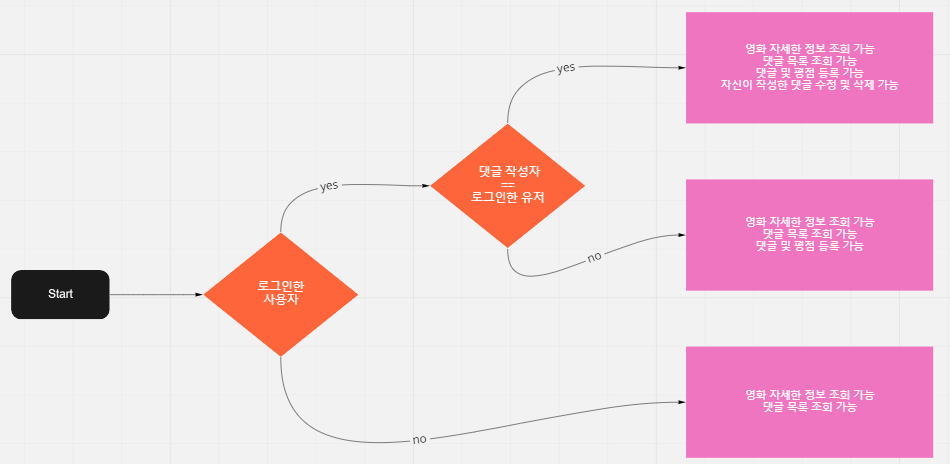 Start
로그인한
사용자
yes
no
댓글 작성자
==
로그인한 유저
yes
no
영화 자세한 정보 조회 가능
댓글 목록 조회 가능
댓글 및 평점 등록 가능
자신이 작성한 댓글 수정 및 삭제 가능
영화 자세한 정보 조회 가능
댓글 목록 조회 가능
댓글 및 평점 등록 가능
영화 자세한 정보 조회 가능
댓글 목록 조회 가능